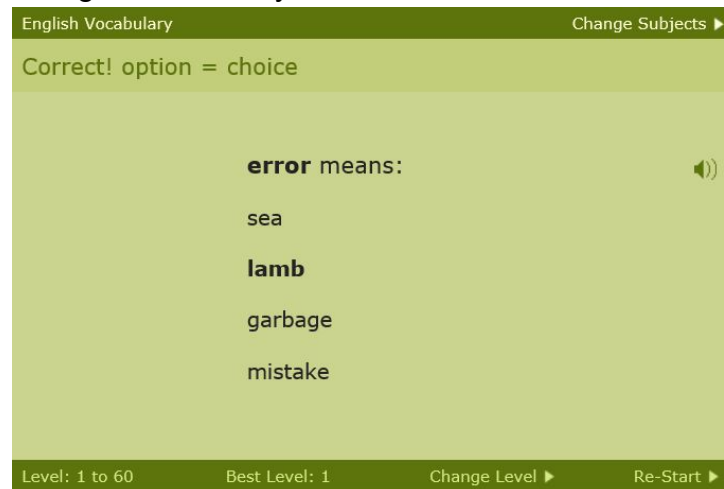 English Vocabulary Change Subjects ▶
Correct! option = choice
error means:
sea
lamb
garbage
mistake
Level: 1 to 60 Best Level: 1 Change Level ▶ Re-Start ▶